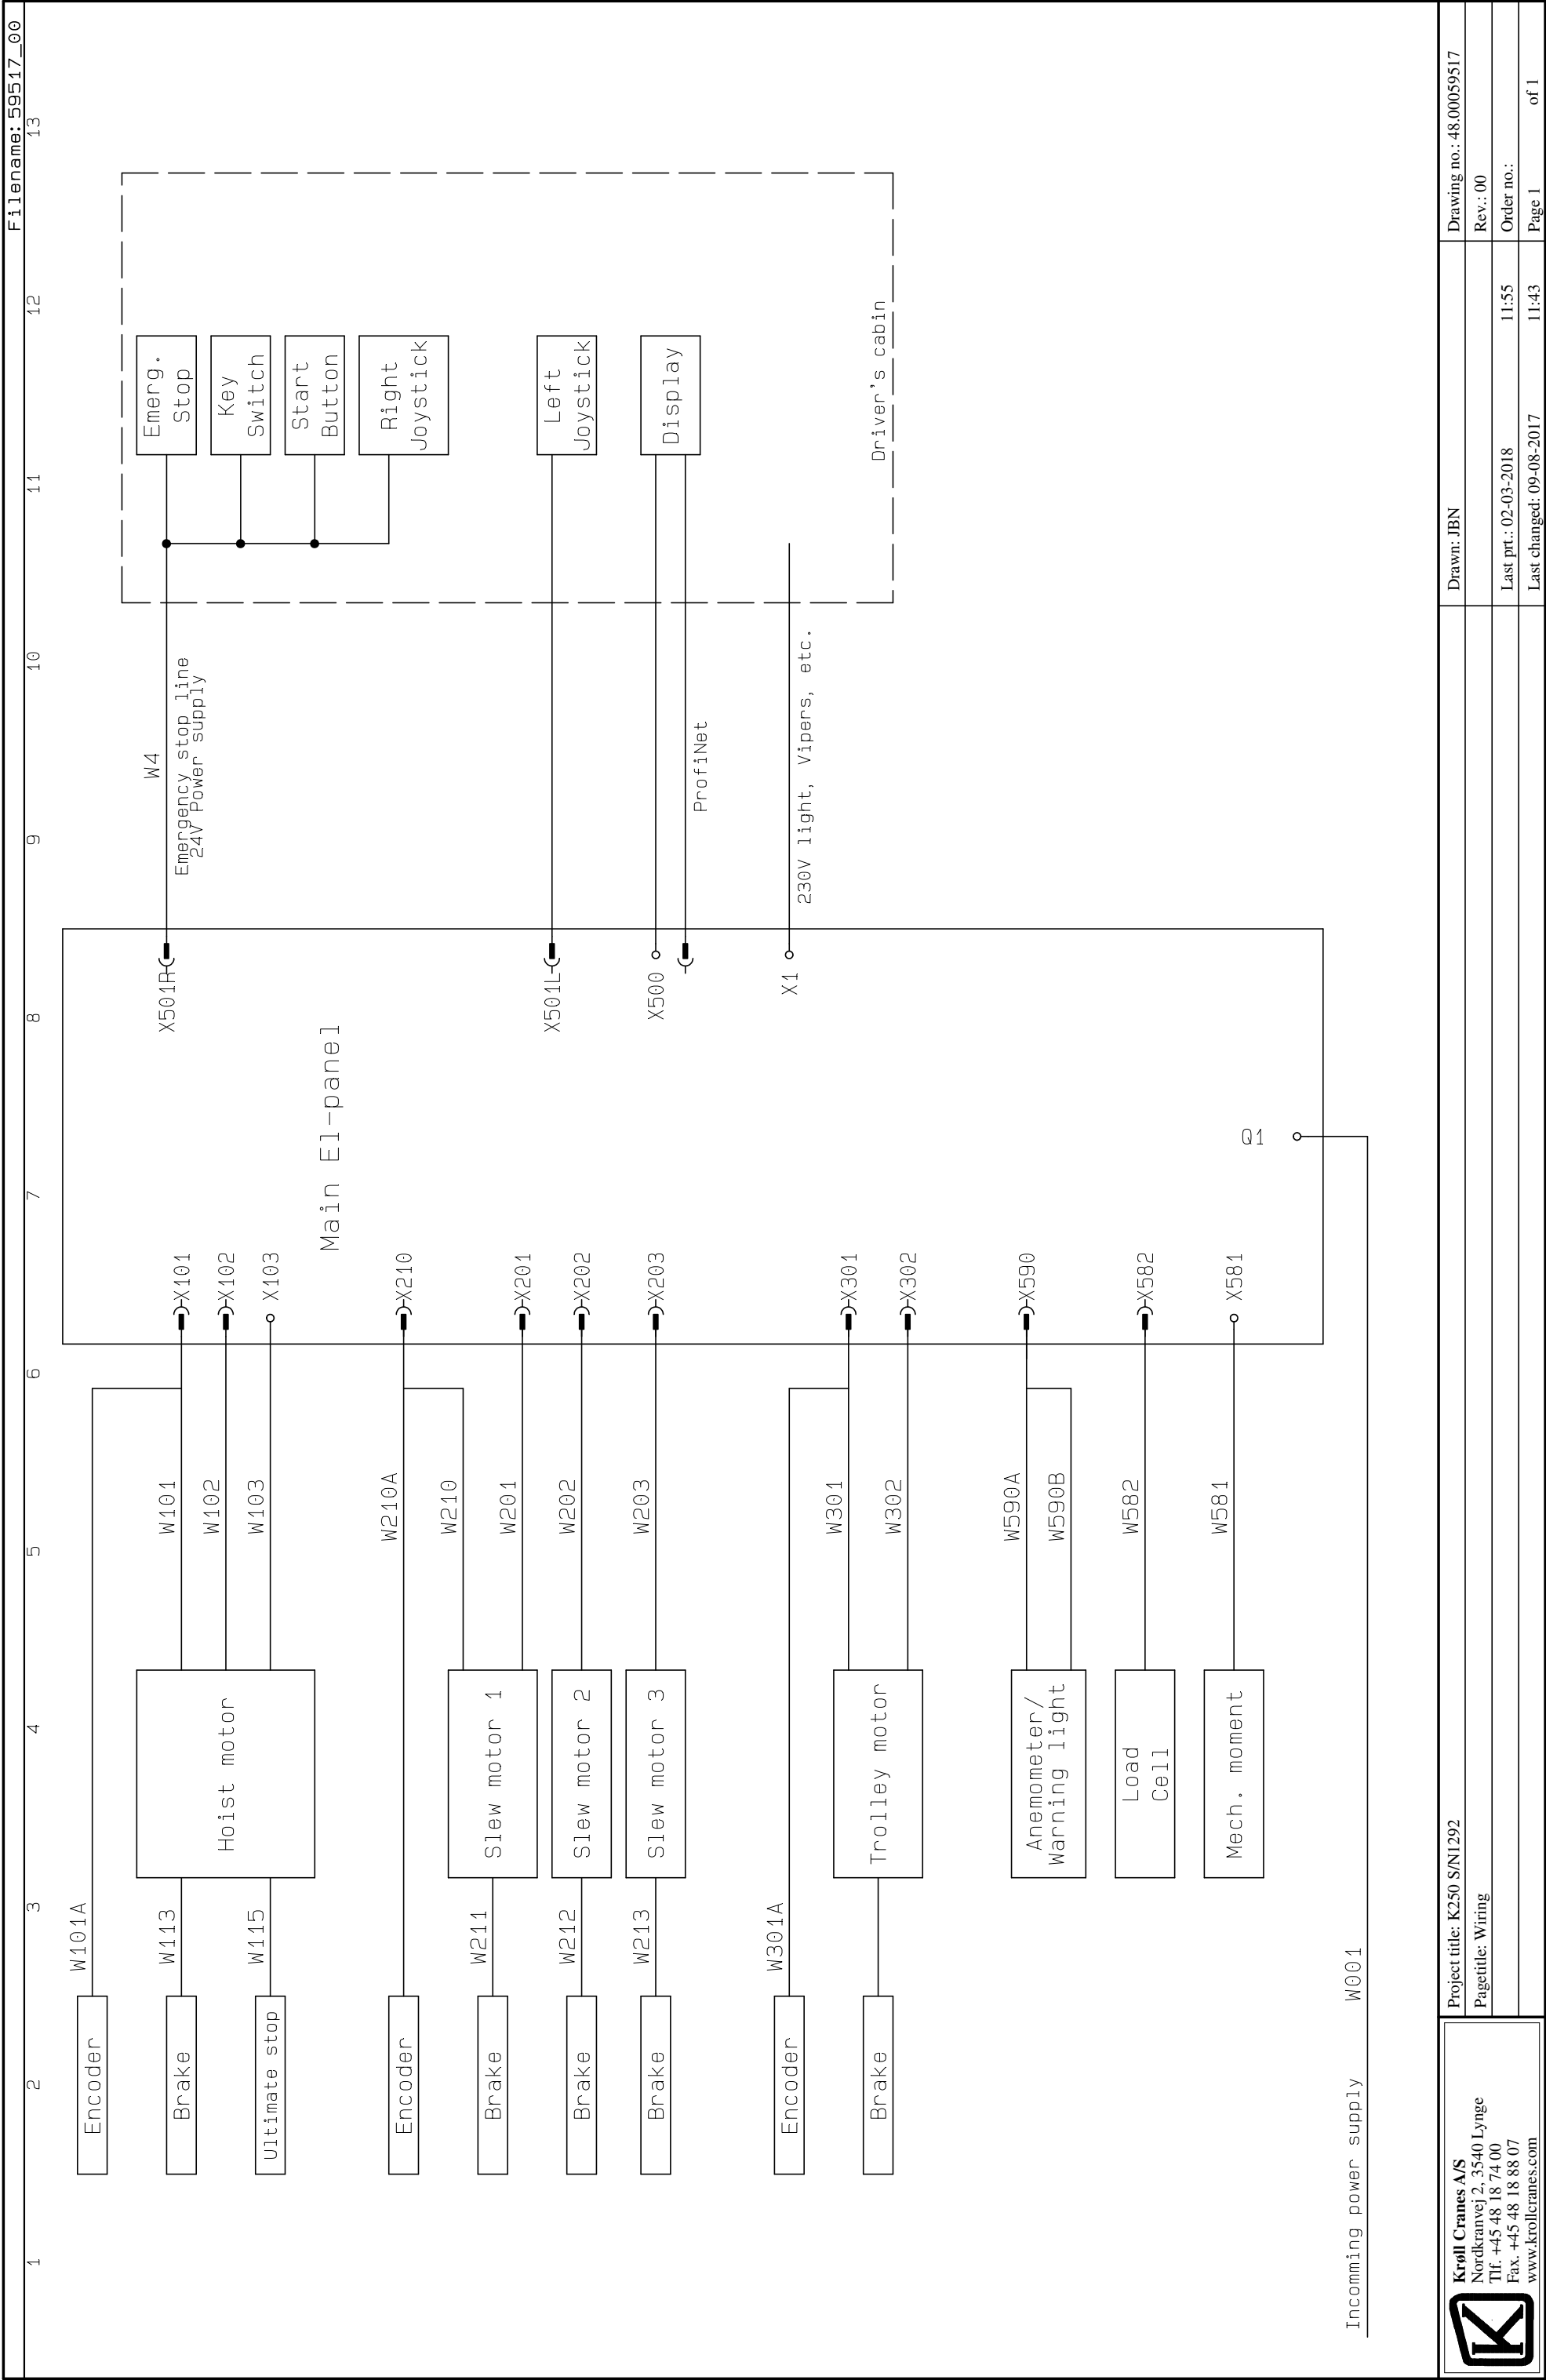 Filename: 59517_00
1 2 3 4 5 6 7 8 9 10 11 12 13
Encoder
W101A
Brake
W113
Hoist motor
W101
X101
Ultimate stop
W115
W102
X102
W103
X103
Main El-panel
Encoder
W210A
X210
Brake
W211
Slew motor 1
W210
W201
X201
Brake
W212
Slew motor 2
W202
X202
Brake
W213
Slew motor 3
W203
X203
Encoder
W301A
Brake
Trolley motor
W301
X301
W302
X302
Anemometer/
Warning light
W590A
W590B
X590
Load
Cell
W582
X582
Mech. moment
W581
X581
Incomming power supply
W001
Q1
X501R
W4
Emergency stop line
24V Power supply
Emerg.
Stop
Key
Switch
Start
Button
Right
Joystick
X501L
Left
Joystick
X500
Display
ProfiNet
X1
230V light, Vipers, etc.
Driver's cabin
K
Krøll Cranes A/S
Nordkranvej 2, 3540 Lynge
Tlf. +45 48 18 74 00
Fax. +45 48 18 88 07
www.krollcranes.com
Project title: K250 S/N1292
Pagetitle: Wiring
Drawn: JBN
Last prt.: 02-03-2018 11:55
Last changed: 09-08-2017 11:43
Drawing no.: 48.00059517
Rev.: 00
Order no.:
Page 1 of 1